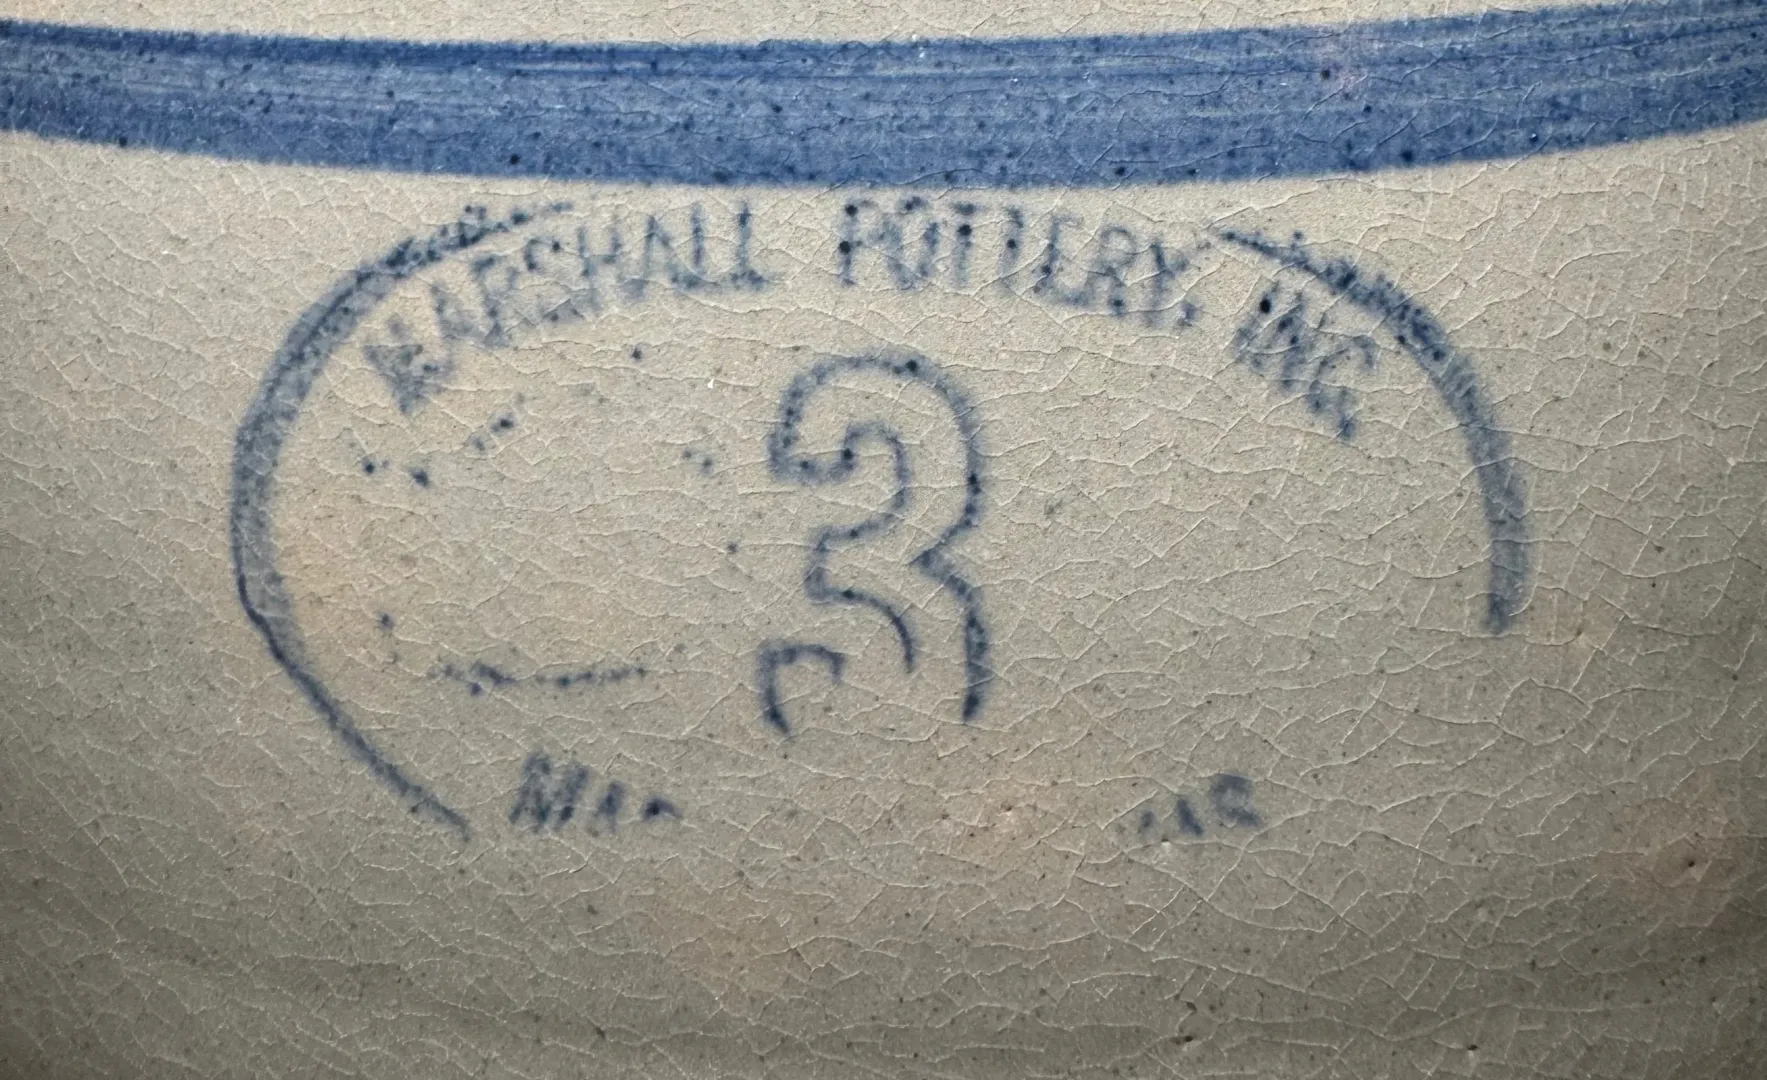 MARSHALL POTTERY, INC.
3